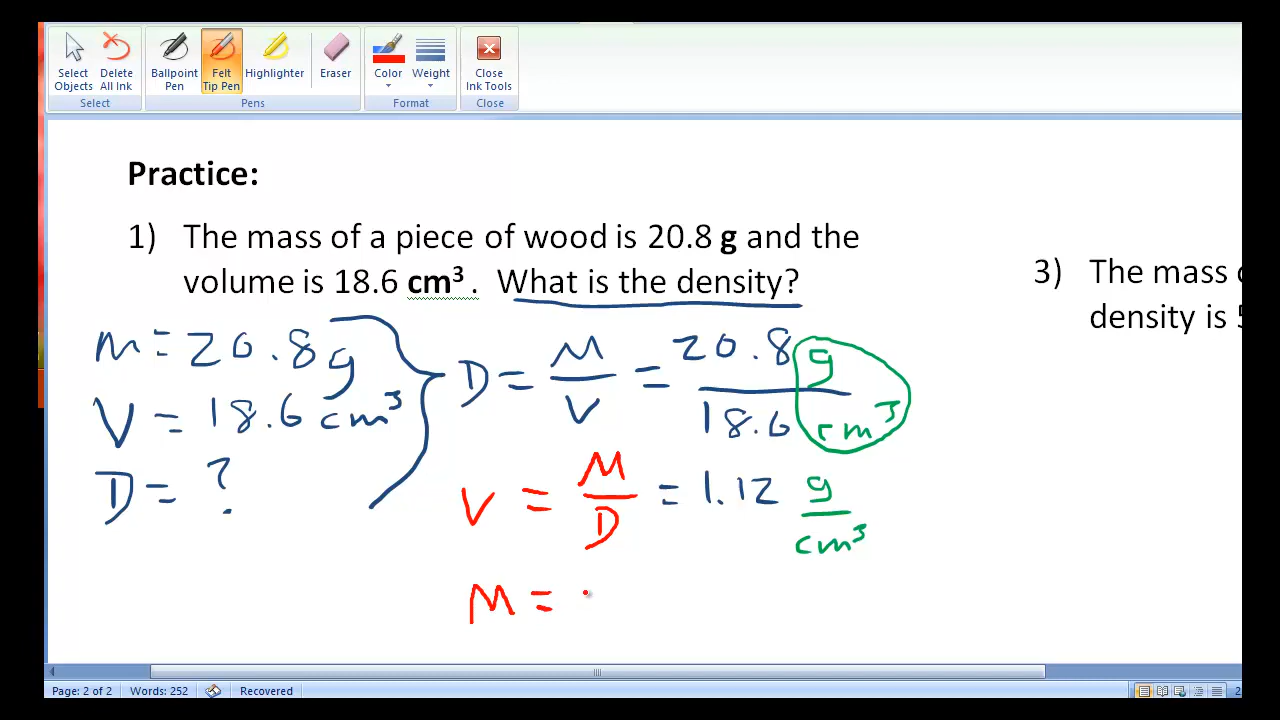 Select Objects
Delete All Ink
Ballpoint Pen
Felt Tip Pen
Highlighter
Eraser
Color
Weight
Close Ink Tools
Select
Pens
Format
Close
Practice:
1) The mass of a piece of wood is 20.8 g and the
volume is 18.6 cm³. What is the density?
3) The mass
density is 5
m = 20.8 g
V = 18.6 cm³
D = ?
D = M/V = 20.8 g / 18.6 cm³
= 1.12 g/cm³
V = M/D
M =
Page: 2 of 2
Words: 252
Recovered